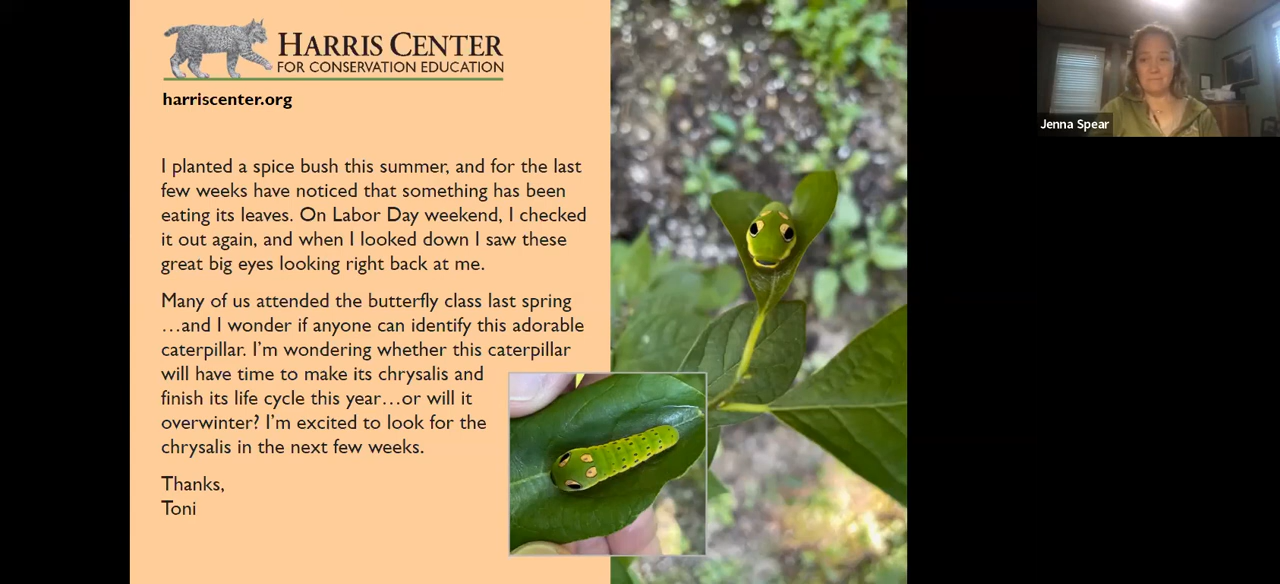 HARRIS CENTER
FOR CONSERVATION EDUCATION
harriscenter.org
I planted a spice bush this summer, and for the last
few weeks have noticed that something has been
eating its leaves. On Labor Day weekend, I checked
it out again, and when I looked down I saw these
great big eyes looking right back at me.
Many of us attended the butterfly class last spring
…and I wonder if anyone can identify this adorable
caterpillar. I'm wondering whether this caterpillar
will have time to make its chrysalis and
finish its life cycle this year…or will it
overwinter? I'm excited to look for the
chrysalis in the next few weeks.
Thanks,
Toni
Jenna Spear